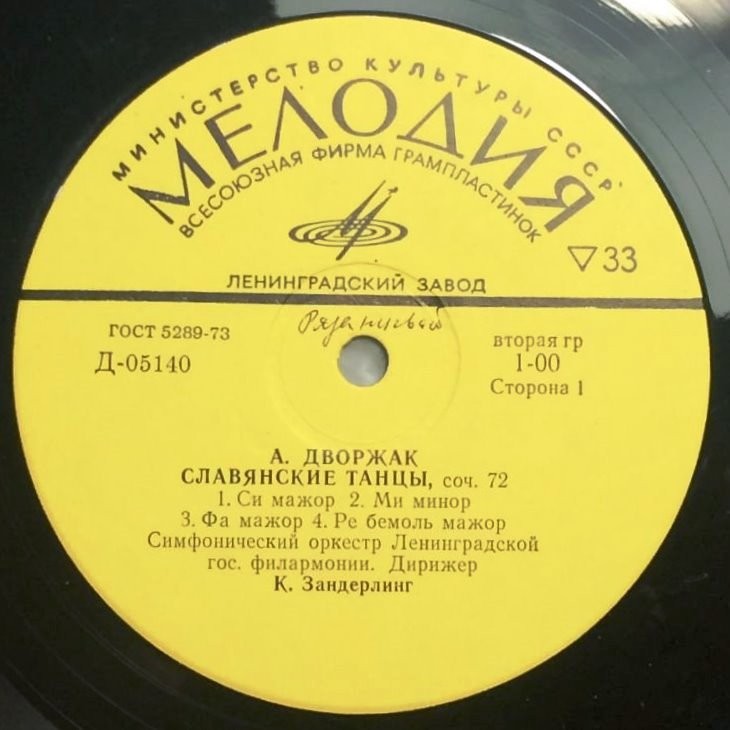 МИНИСТЕРСТВО КУЛЬТУРЫ СССР
МЕЛОДИЯ
ВСЕСОЮЗНАЯ ФИРМА ГРАМПЛАСТИНОК
▽33
ЛЕНИНГРАДСКИЙ ЗАВОД
ГОСТ 5289-73
Д-05140
вторая гр
1-00
Сторона 1
А. ДВОРЖАК
СЛАВЯНСКИЕ ТАНЦЫ, соч. 72
1. Си мажор 2. Ми минор
3. Фа мажор 4. Ре бемоль мажор
Симфонический оркестр Ленинградской
гос. филармонии. Дирижер
К. Зандерлинг